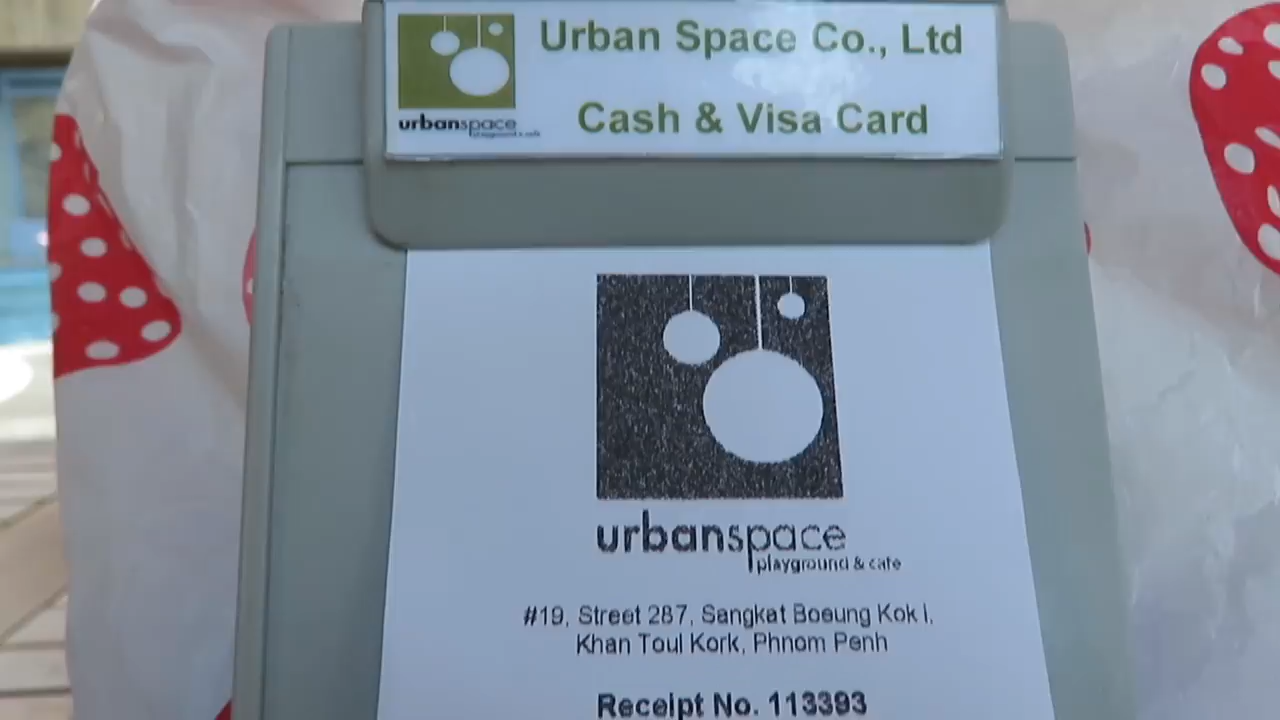 Urban Space Co., Ltd
Cash & Visa Card
urbanspace
urbanspace
playground & cafe
#19, Street 287, Sangkat Boeung Kok I,
Khan Toul Kork, Phnom Penh
Receipt No. 113393